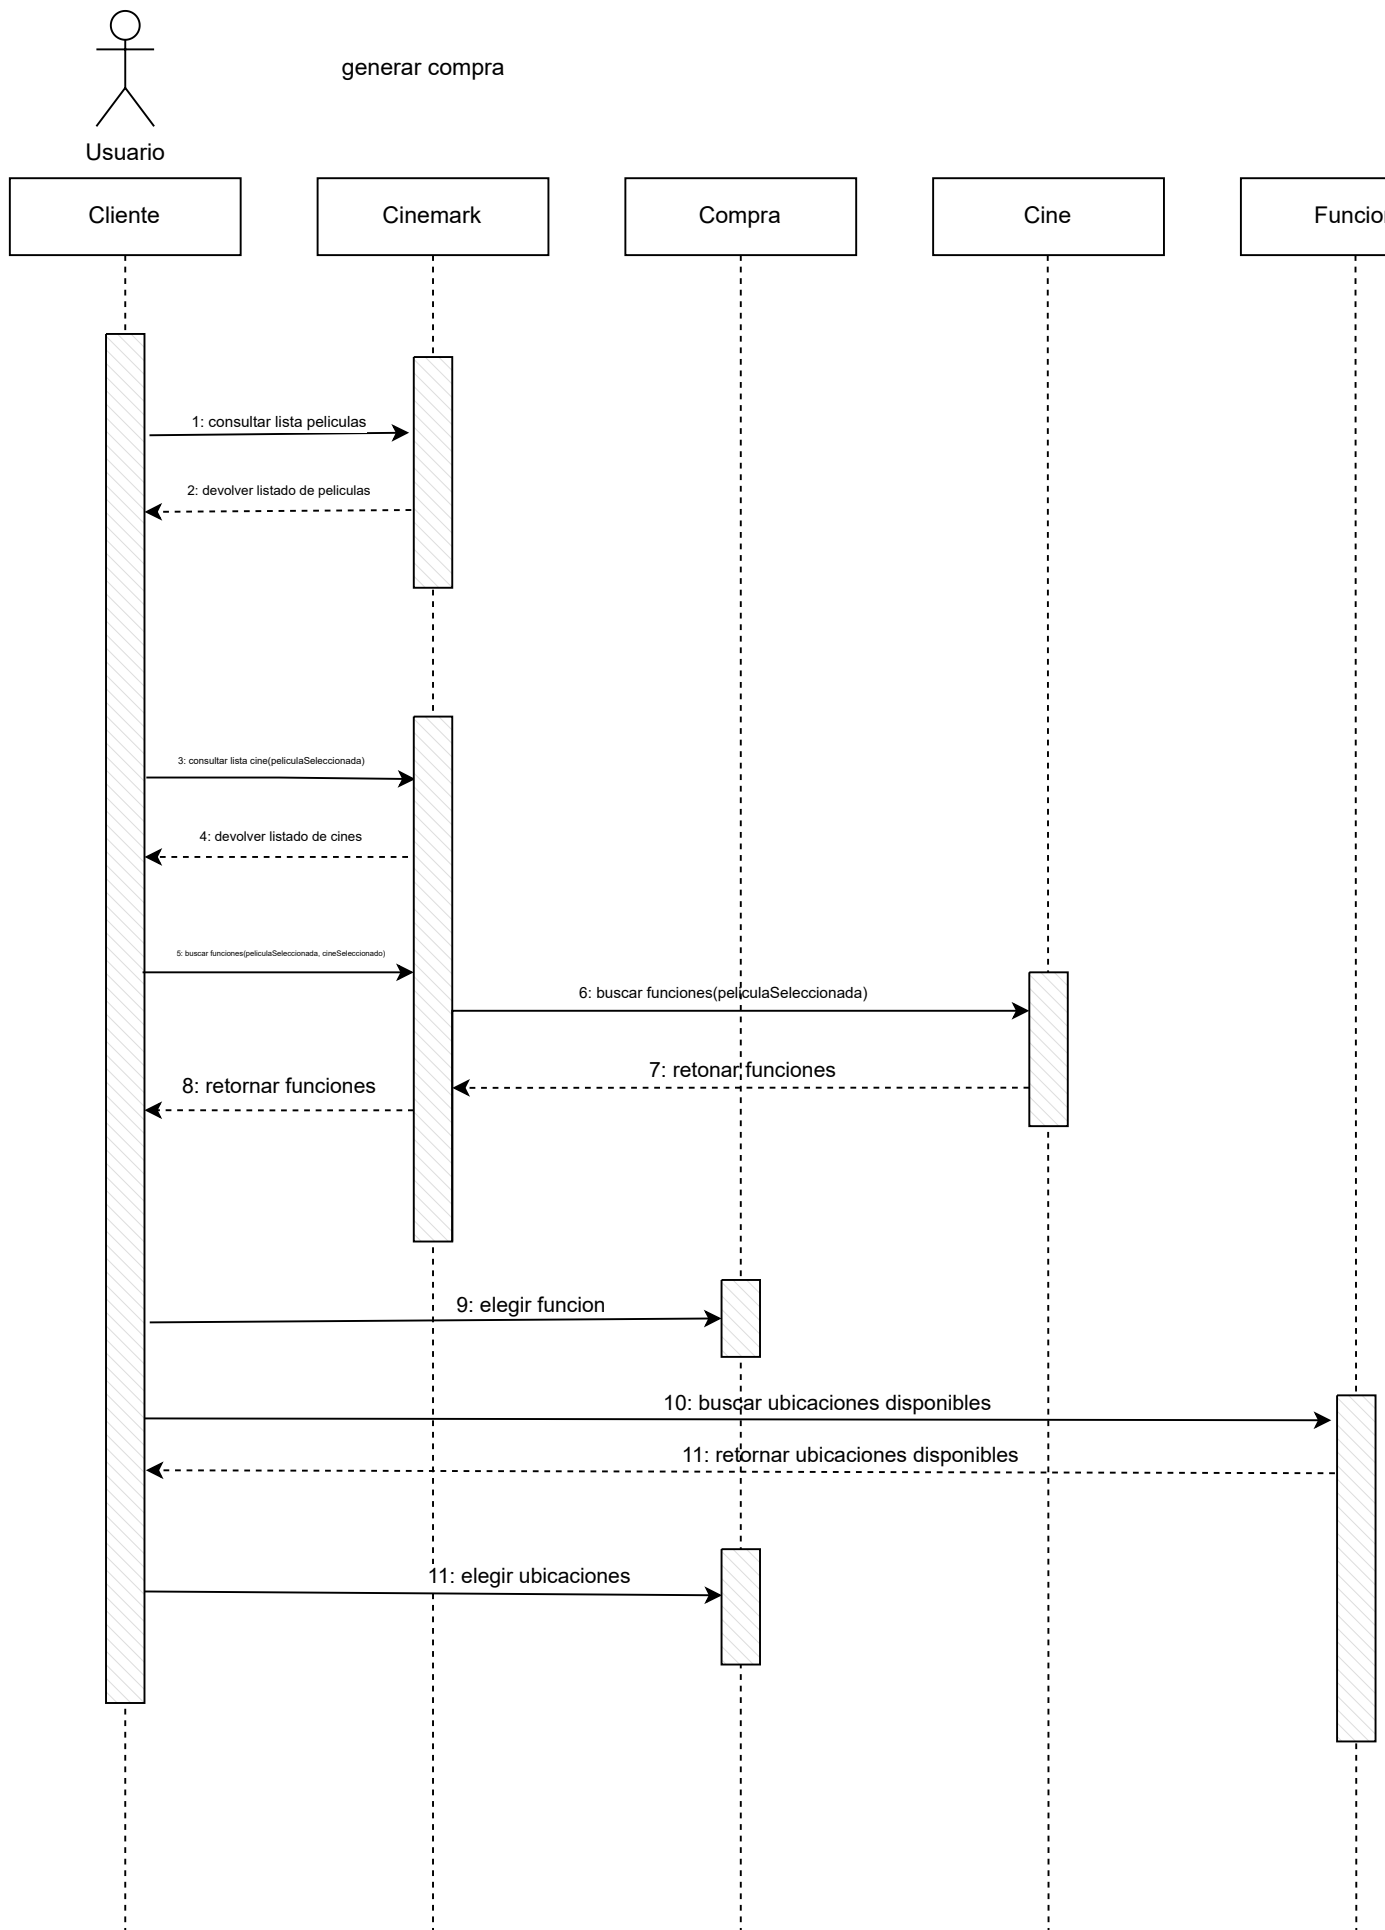 generar compra
Usuario
Cliente
Cinemark
Compra
Cine
Funcio
1: consultar lista peliculas
2: devolver listado de peliculas
3: consultar lista cine(peliculaSeleccionada)
4: devolver listado de cines
5: buscar funciones(peliculaSeleccionada, cineSeleccionado)
6: buscar funciones(peliculaSeleccionada)
7: retonar funciones
8: retornar funciones
9: elegir funcion
10: buscar ubicaciones disponibles
11: retornar ubicaciones disponibles
11: elegir ubicaciones